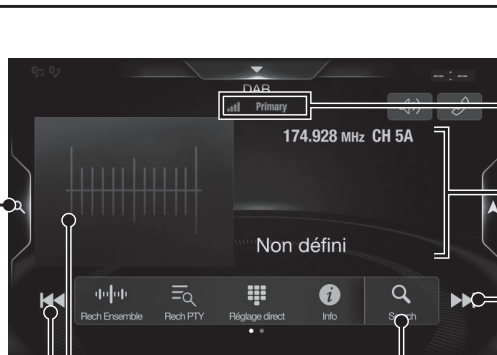 -- : --
DAB
Primary
174.928 MHz CH 5A
Non défini
Rech Ensemble
Rech PTY
Réglage direct
Info
Search